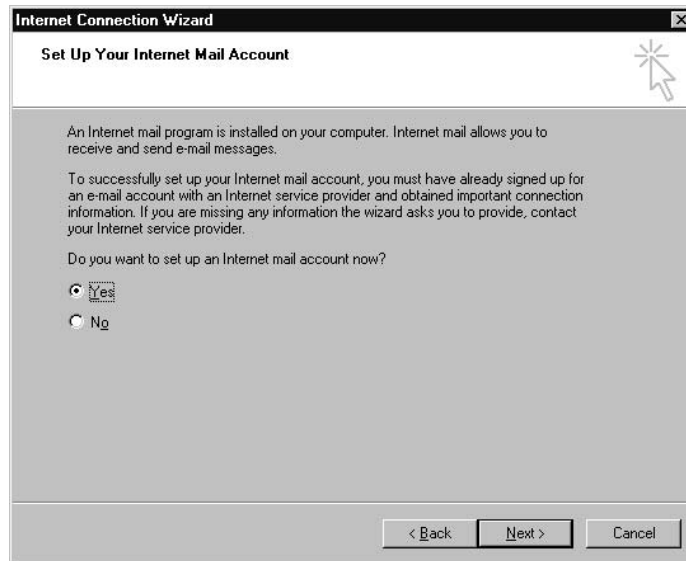 Internet Connection Wizard
Set Up Your Internet Mail Account
An Internet mail program is installed on your computer. Internet mail allows you to
receive and send e-mail messages.
To successfully set up your Internet mail account, you must have already signed up for
an e-mail account with an Internet service provider and obtained important connection
information. If you are missing any information the wizard asks you to provide, contact
your Internet service provider.
Do you want to set up an Internet mail account now?
Yes
No
< Back Next > Cancel